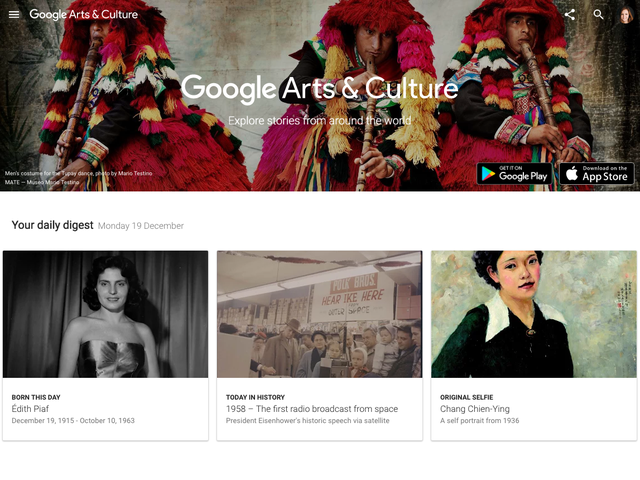 Google Arts & Culture
Google Arts & Culture
Explore stories from around the world
Men's costume for the Tupay dance, photo by Mario Testino
MATE — Museo Mario Testino
GET IT ON
Google Play
Download on the
App Store
Your daily digest Monday 19 December
POLK BROS
HEAR IKE HERE
OUTER SPACE
BORN THIS DAY
Édith Piaf
December 19, 1915 - October 10, 1963
TODAY IN HISTORY
1958 – The first radio broadcast from space
President Eisenhower's historic speech via satellite
ORIGINAL SELFIE
Chang Chien-Ying
A self portrait from 1936